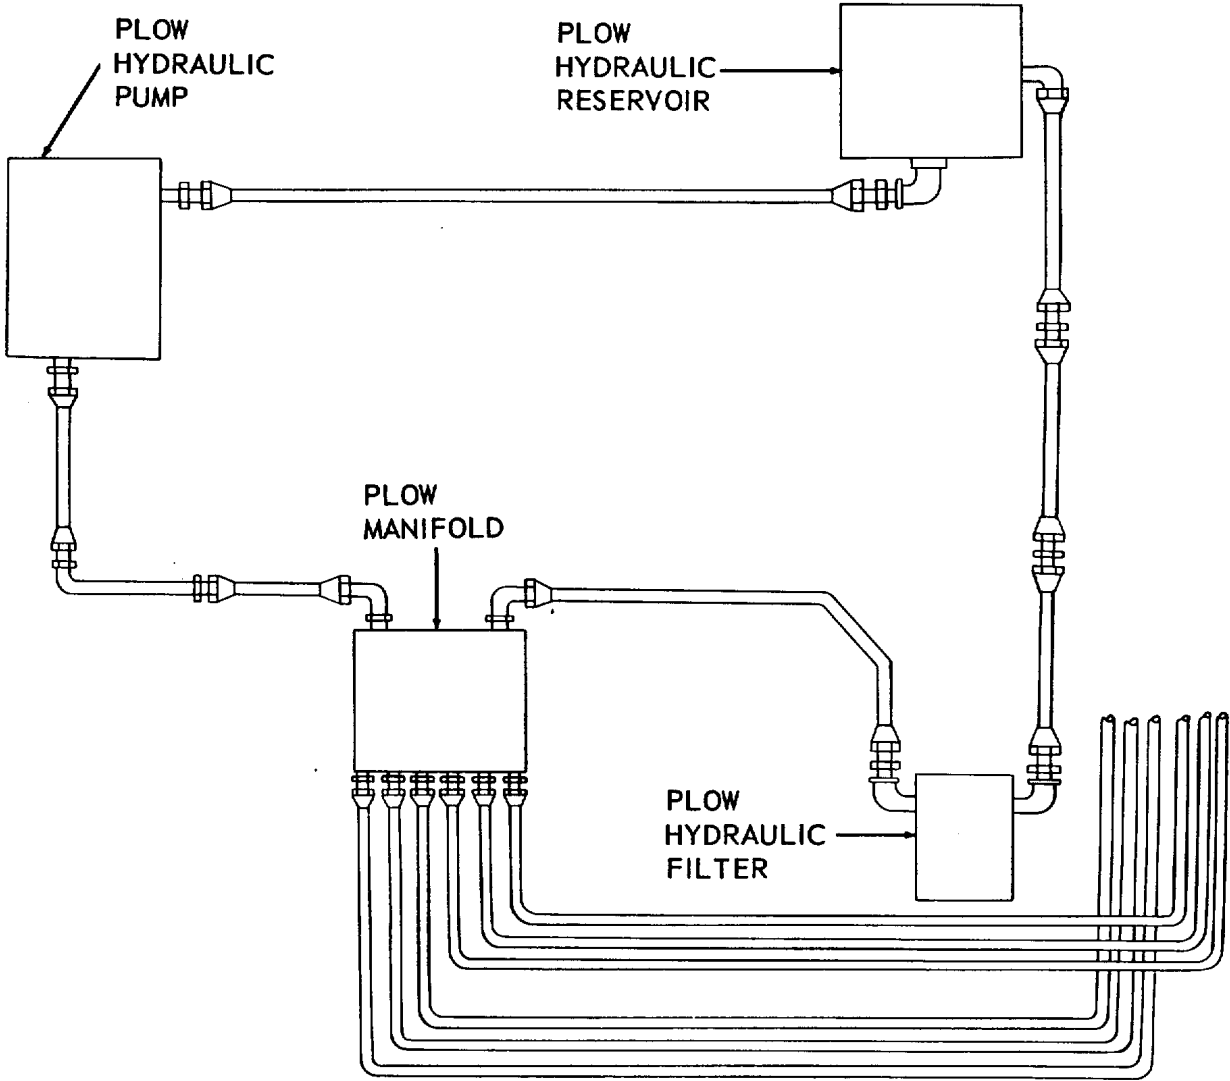 PLOW
HYDRAULIC
PUMP
PLOW
HYDRAULIC
RESERVOIR
PLOW
MANIFOLD
PLOW
HYDRAULIC
FILTER